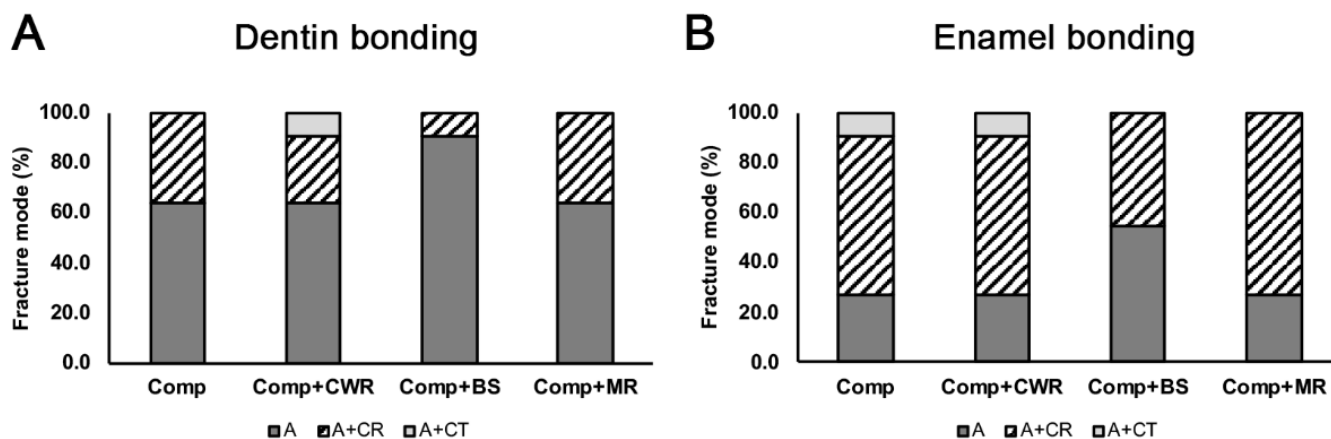 A Dentin bonding
Fracture mode (%)
100.0
80.0
60.0
40.0
20.0
0.0
Comp Comp+CWR Comp+BS Comp+MR
A A+CR A+CT
B Enamel bonding
Fracture mode (%)
100.0
80.0
60.0
40.0
20.0
0.0
Comp Comp+CWR Comp+BS Comp+MR
A A+CR A+CT